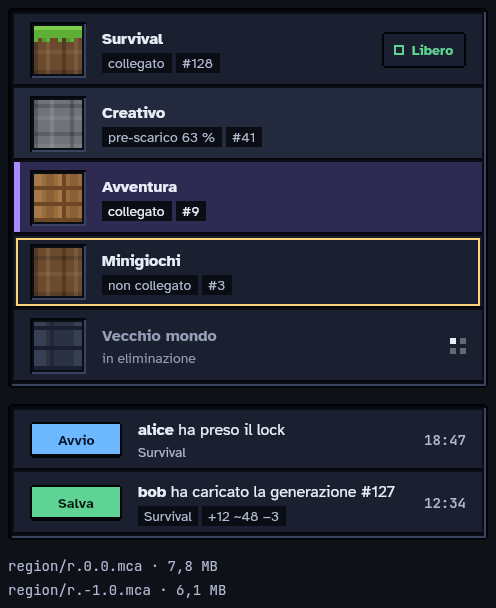 Survival
collegato #128
Libero
Creativo
pre-scarico 63 % #41
Avventura
collegato #9
Minigiochi
non collegato #3
Vecchio mondo
in eliminazione
Avvio
alice ha preso il lock
Survival
18:47
Salva
bob ha caricato la generazione #127
Survival +12 ~48 −3
12:34
region/r.0.0.mca · 7,8 MB
region/r.-1.0.mca · 6,1 MB